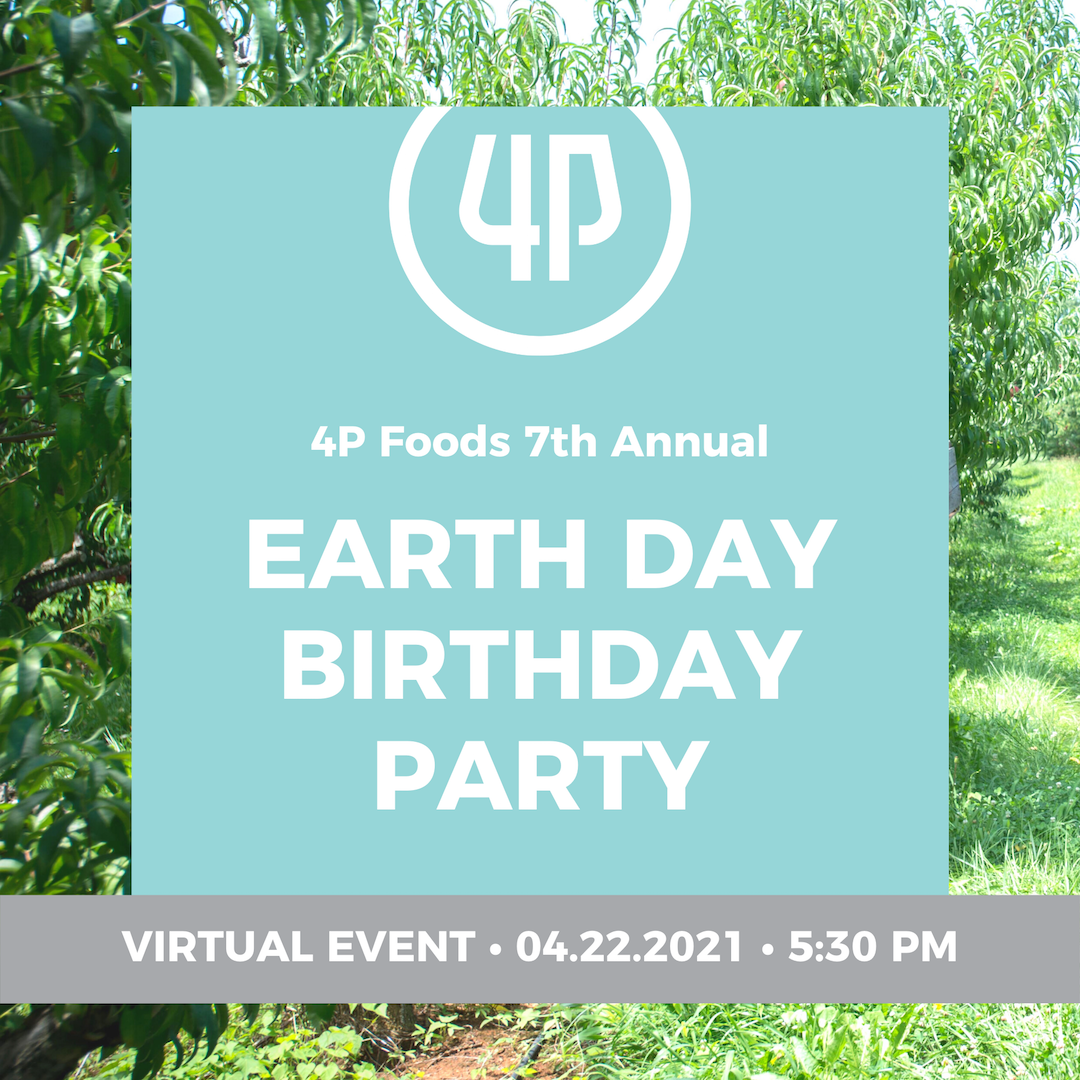 4P
4P Foods 7th Annual
EARTH DAY
BIRTHDAY
PARTY
VIRTUAL EVENT • 04.22.2021 • 5:30 PM